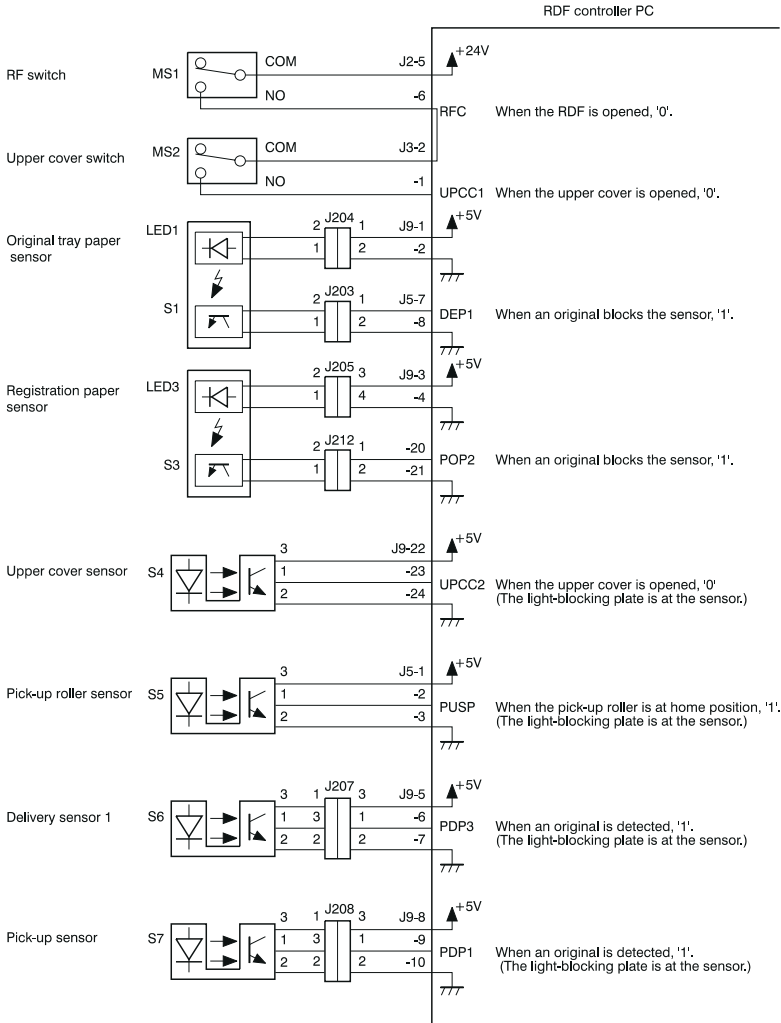 RDF controller PC
+24V
RF switch
MS1
COM
J2-5
NO
-6
RFC
When the RDF is opened, '0'.
Upper cover switch
MS2
COM
J3-2
NO
-1
UPCC1
When the upper cover is opened, '0'.
+5V
Original tray paper
sensor
LED1
2 J204 1
J9-1
1 2
-2
S1
2 J203 1
J5-7
1 2
-8
DEP1
When an original blocks the sensor, '1'.
+5V
Registration paper
sensor
LED3
2 J205 3
J9-3
1 4
-4
S3
2 J212 1
-20
1 2
-21
POP2
When an original blocks the sensor, '1'.
+5V
Upper cover sensor
S4
3
J9-22
1
-23
2
-24
UPCC2
When the upper cover is opened, '0'
(The light-blocking plate is at the sensor.)
+5V
Pick-up roller sensor
S5
3
J5-1
1
-2
2
-3
PUSP
When the pick-up roller is at home position, '1'.
(The light-blocking plate is at the sensor.)
+5V
Delivery sensor 1
S6
3 1 J207 3
J9-5
1 3 1
-6
2 2 2
-7
PDP3
When an original is detected, '1'.
(The light-blocking plate is at the sensor.)
+5V
Pick-up sensor
S7
3 1 J208 3
J9-8
1 3 1
-9
2 2 2
-10
PDP1
When an original is detected, '1'.
(The light-blocking plate is at the sensor.)